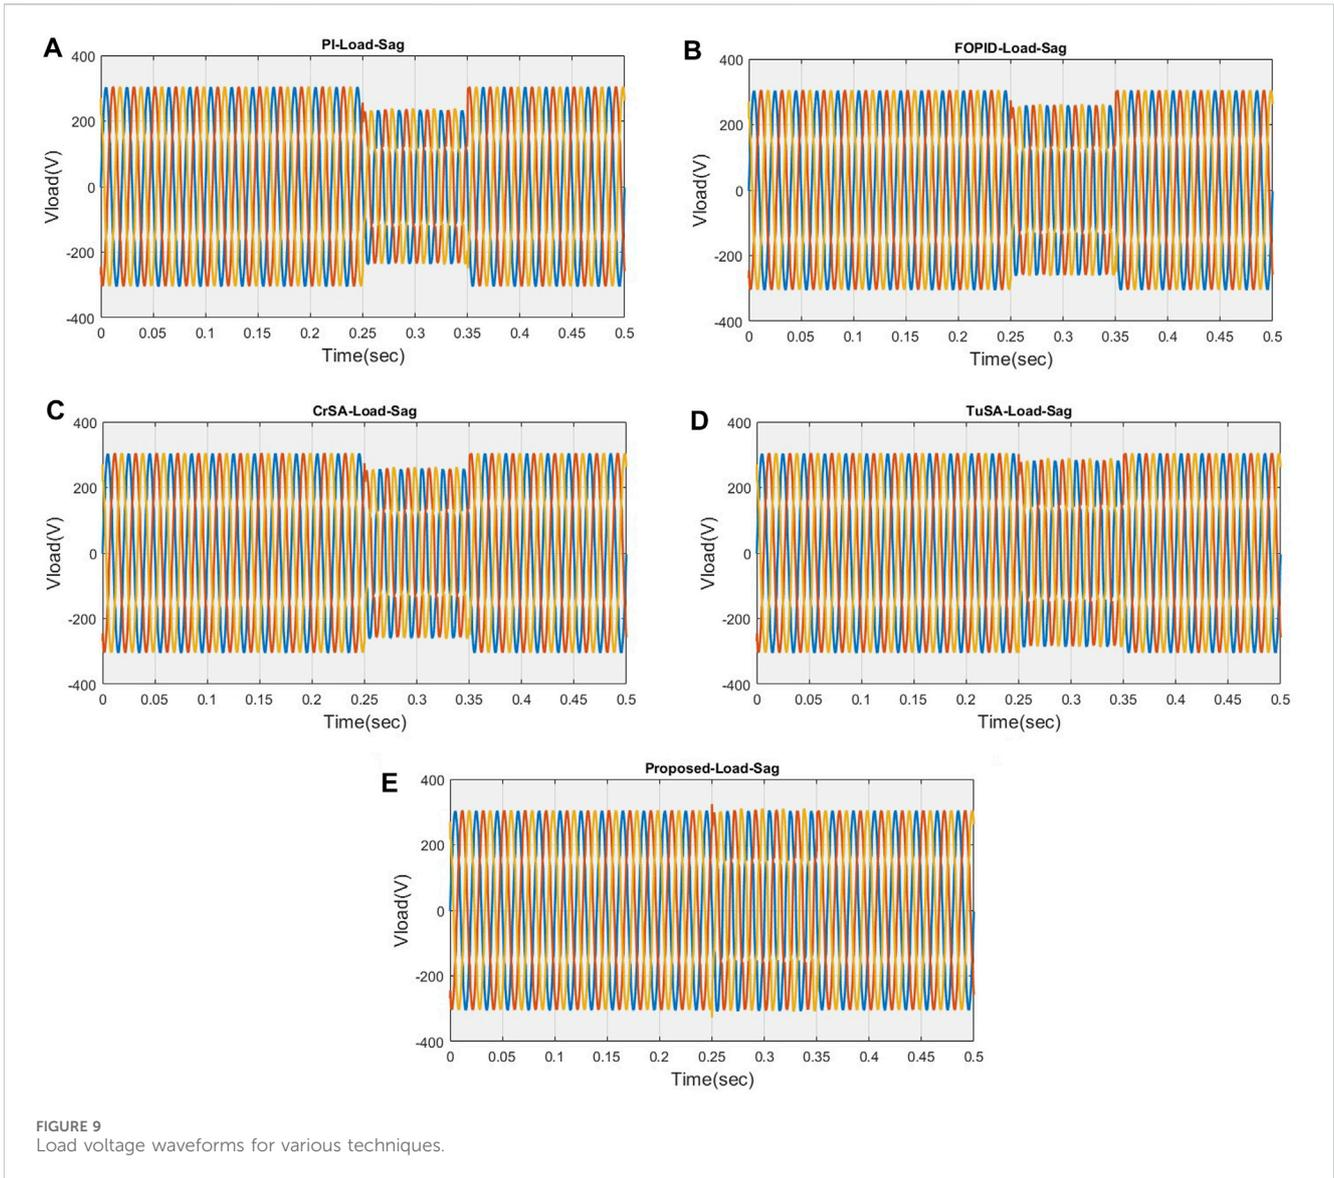 A
PI-Load-Sag
400
200
0
-200
-400
Vload(V)
0 0.05 0.1 0.15 0.2 0.25 0.3 0.35 0.4 0.45 0.5
Time(sec)
B
FOPID-Load-Sag
400
200
0
-200
-400
Vload(V)
0 0.05 0.1 0.15 0.2 0.25 0.3 0.35 0.4 0.45 0.5
Time(sec)
C
CrSA-Load-Sag
400
200
0
-200
-400
Vload(V)
0 0.05 0.1 0.15 0.2 0.25 0.3 0.35 0.4 0.45 0.5
Time(sec)
D
TuSA-Load-Sag
400
200
0
-200
-400
Vload(V)
0 0.05 0.1 0.15 0.2 0.25 0.3 0.35 0.4 0.45 0.5
Time(sec)
E
Proposed-Load-Sag
400
200
0
-200
-400
Vload(V)
0 0.05 0.1 0.15 0.2 0.25 0.3 0.35 0.4 0.45 0.5
Time(sec)
FIGURE 9
Load voltage waveforms for various techniques.